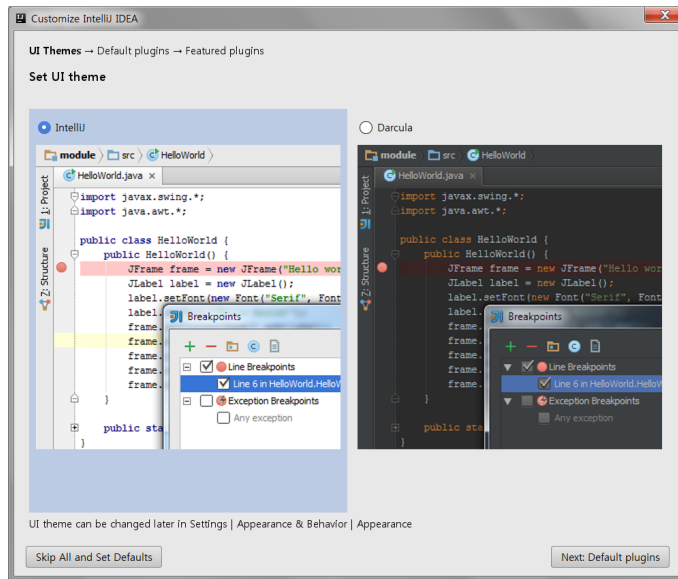 Customize IntelliJ IDEA
UI Themes → Default plugins → Featured plugins
Set UI theme
IntelliJ
Darcula
module src HelloWorld
HelloWorld.java ×
1: Project
7: Structure
import javax.swing.*;
import java.awt.*;
public class HelloWorld {
public HelloWorld() {
JFrame frame = new JFrame("Hello wor
JLabel label = new JLabel();
label.setFont(new Font("Serif", Font
label.
frame.
frame.
frame.
frame.
frame.
}
public sta
}
Breakpoints
Line Breakpoints
Line 6 in HelloWorld.HelloW
Exception Breakpoints
Any exception
module src HelloWorld
HelloWorld.java ×
1: Project
7: Structure
import javax.swing.*;
import java.awt.*;
public class HelloWorld {
public HelloWorld() {
JFrame frame = new JFrame("Hello wor
JLabel label = new JLabel();
label.setFont(new Font("Serif", Font
label.
frame.
frame.
frame.
frame.
frame.
}
public sta
}
Breakpoints
Line Breakpoints
Line 6 in HelloWorld.HelloW
Exception Breakpoints
Any exception
UI theme can be changed later in Settings | Appearance & Behavior | Appearance
Skip All and Set Defaults
Next: Default plugins